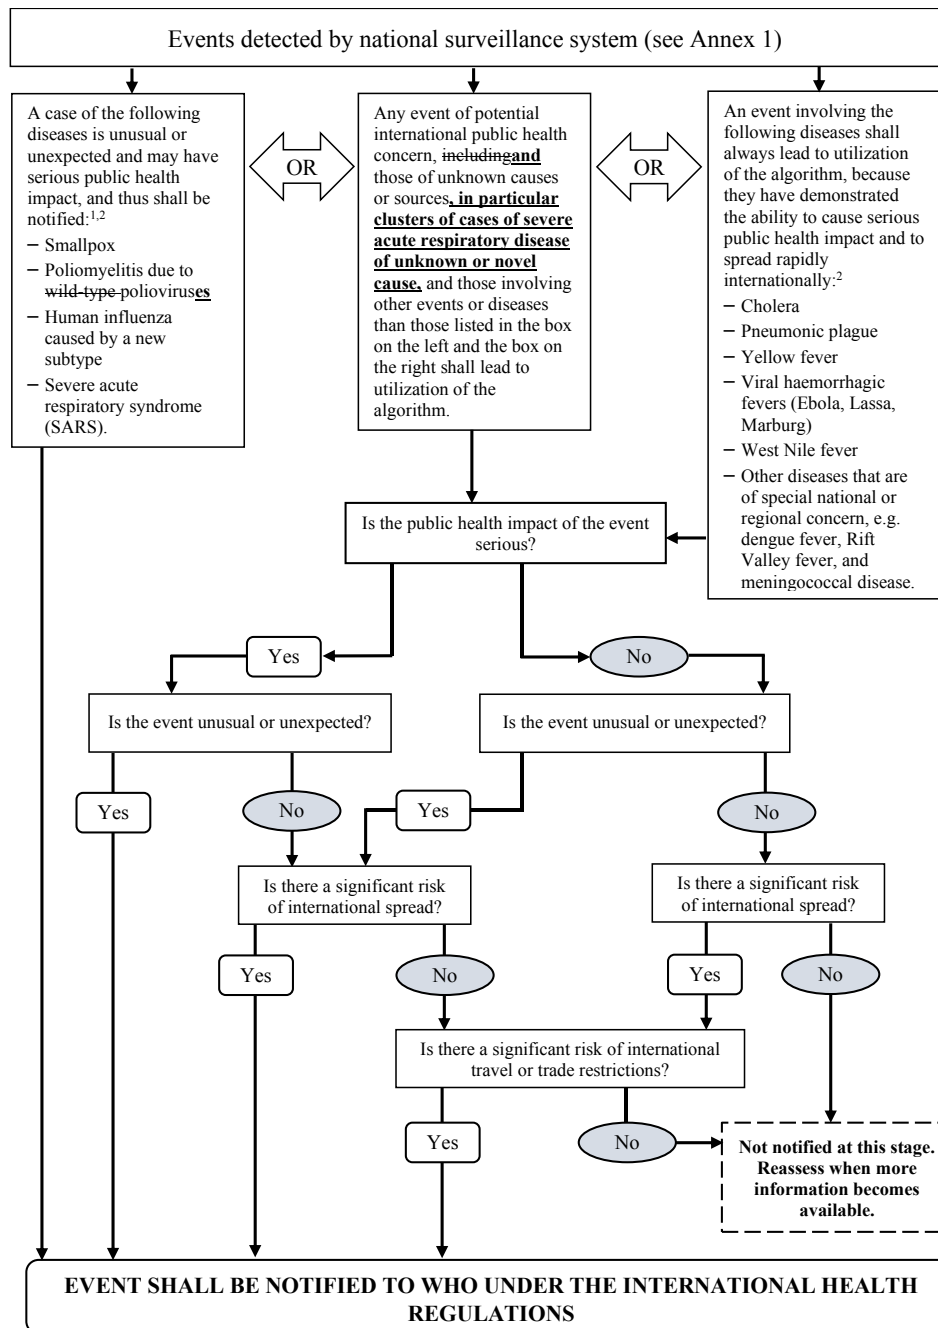 Events detected by national surveillance system (see Annex 1)
A case of the following
diseases is unusual or
unexpected and may have
serious public health
impact, and thus shall be
notified:1,2
– Smallpox
– Poliomyelitis due to
wild-type polioviruses
– Human influenza
caused by a new
subtype
– Severe acute
respiratory syndrome
(SARS).
OR
Any event of potential
international public health
concern, includingand
those of unknown causes
or sources, in particular
clusters of cases of severe
acute respiratory disease
of unknown or novel
cause, and those involving
other events or diseases
than those listed in the box
on the left and the box on
the right shall lead to
utilization of the
algorithm.
OR
An event involving the
following diseases shall
always lead to utilization
of the algorithm, because
they have demonstrated
the ability to cause serious
public health impact and to
spread rapidly
internationally:2
– Cholera
– Pneumonic plague
– Yellow fever
– Viral haemorrhagic
fevers (Ebola, Lassa,
Marburg)
– West Nile fever
– Other diseases that are
of special national or
regional concern, e.g.
dengue fever, Rift
Valley fever, and
meningococcal disease.
Is the public health impact of the event
serious?
Yes
No
Is the event unusual or unexpected?
Is the event unusual or unexpected?
Yes
No
Yes
No
Is there a significant risk
of international spread?
Is there a significant risk
of international spread?
Yes
No
Yes
No
Is there a significant risk of international
travel or trade restrictions?
Yes
No
Not notified at this stage.
Reassess when more
information becomes
available.
EVENT SHALL BE NOTIFIED TO WHO UNDER THE INTERNATIONAL HEALTH
REGULATIONS